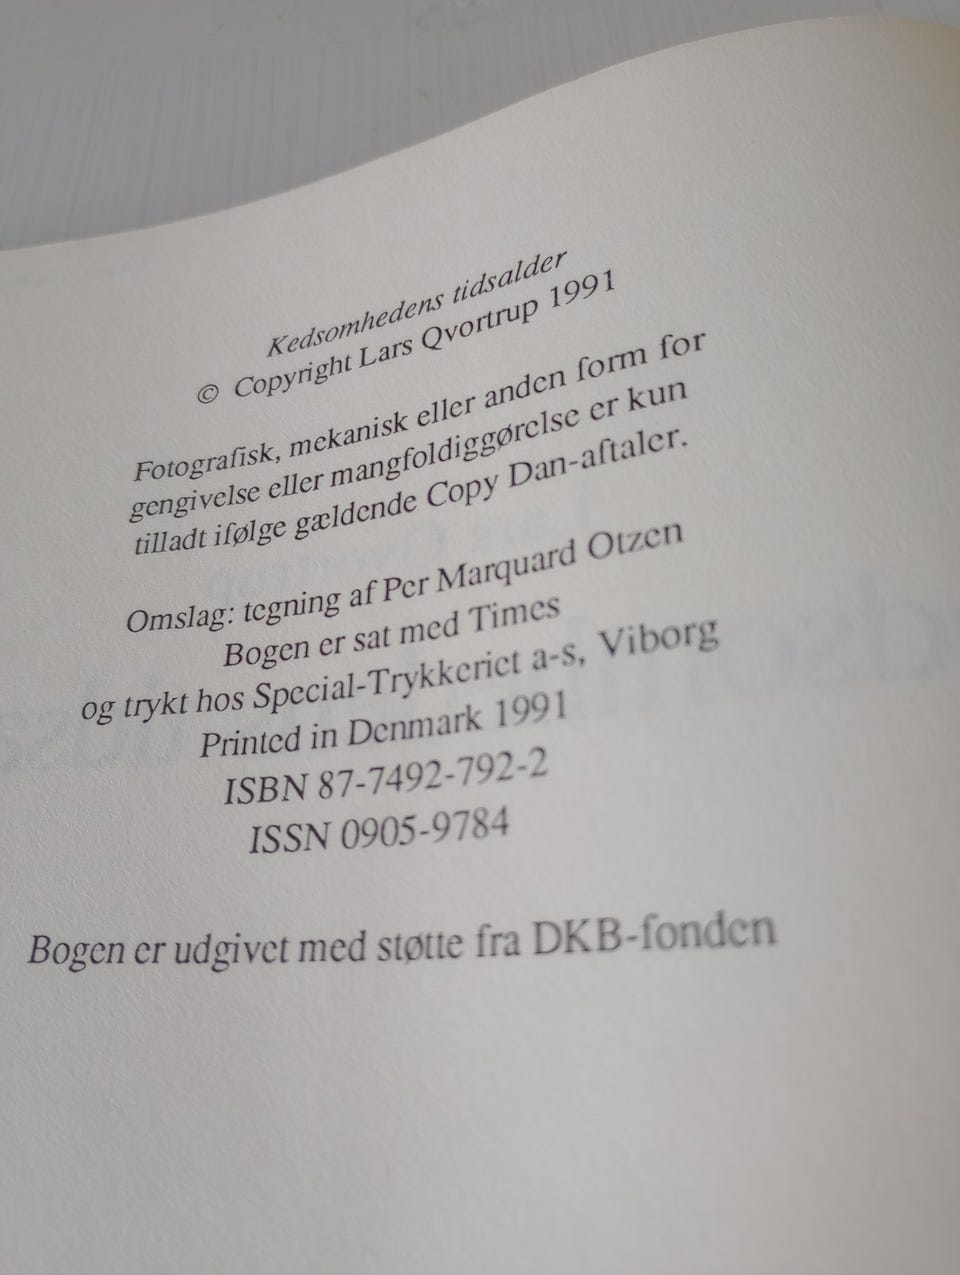 Kedsomhedens tidsalder
© Copyright Lars Qvortrup 1991
Fotografisk, mekanisk eller anden form for
gengivelse eller mangfoldiggørelse er kun
tilladt ifølge gældende Copy Dan-aftaler.
Omslag: tegning af Per Marquard Otzen
Bogen er sat med Times
og trykt hos Special-Trykkeriet a-s, Viborg
Printed in Denmark 1991
ISBN 87-7492-792-2
ISSN 0905-9784
Bogen er udgivet med støtte fra DKB-fonden